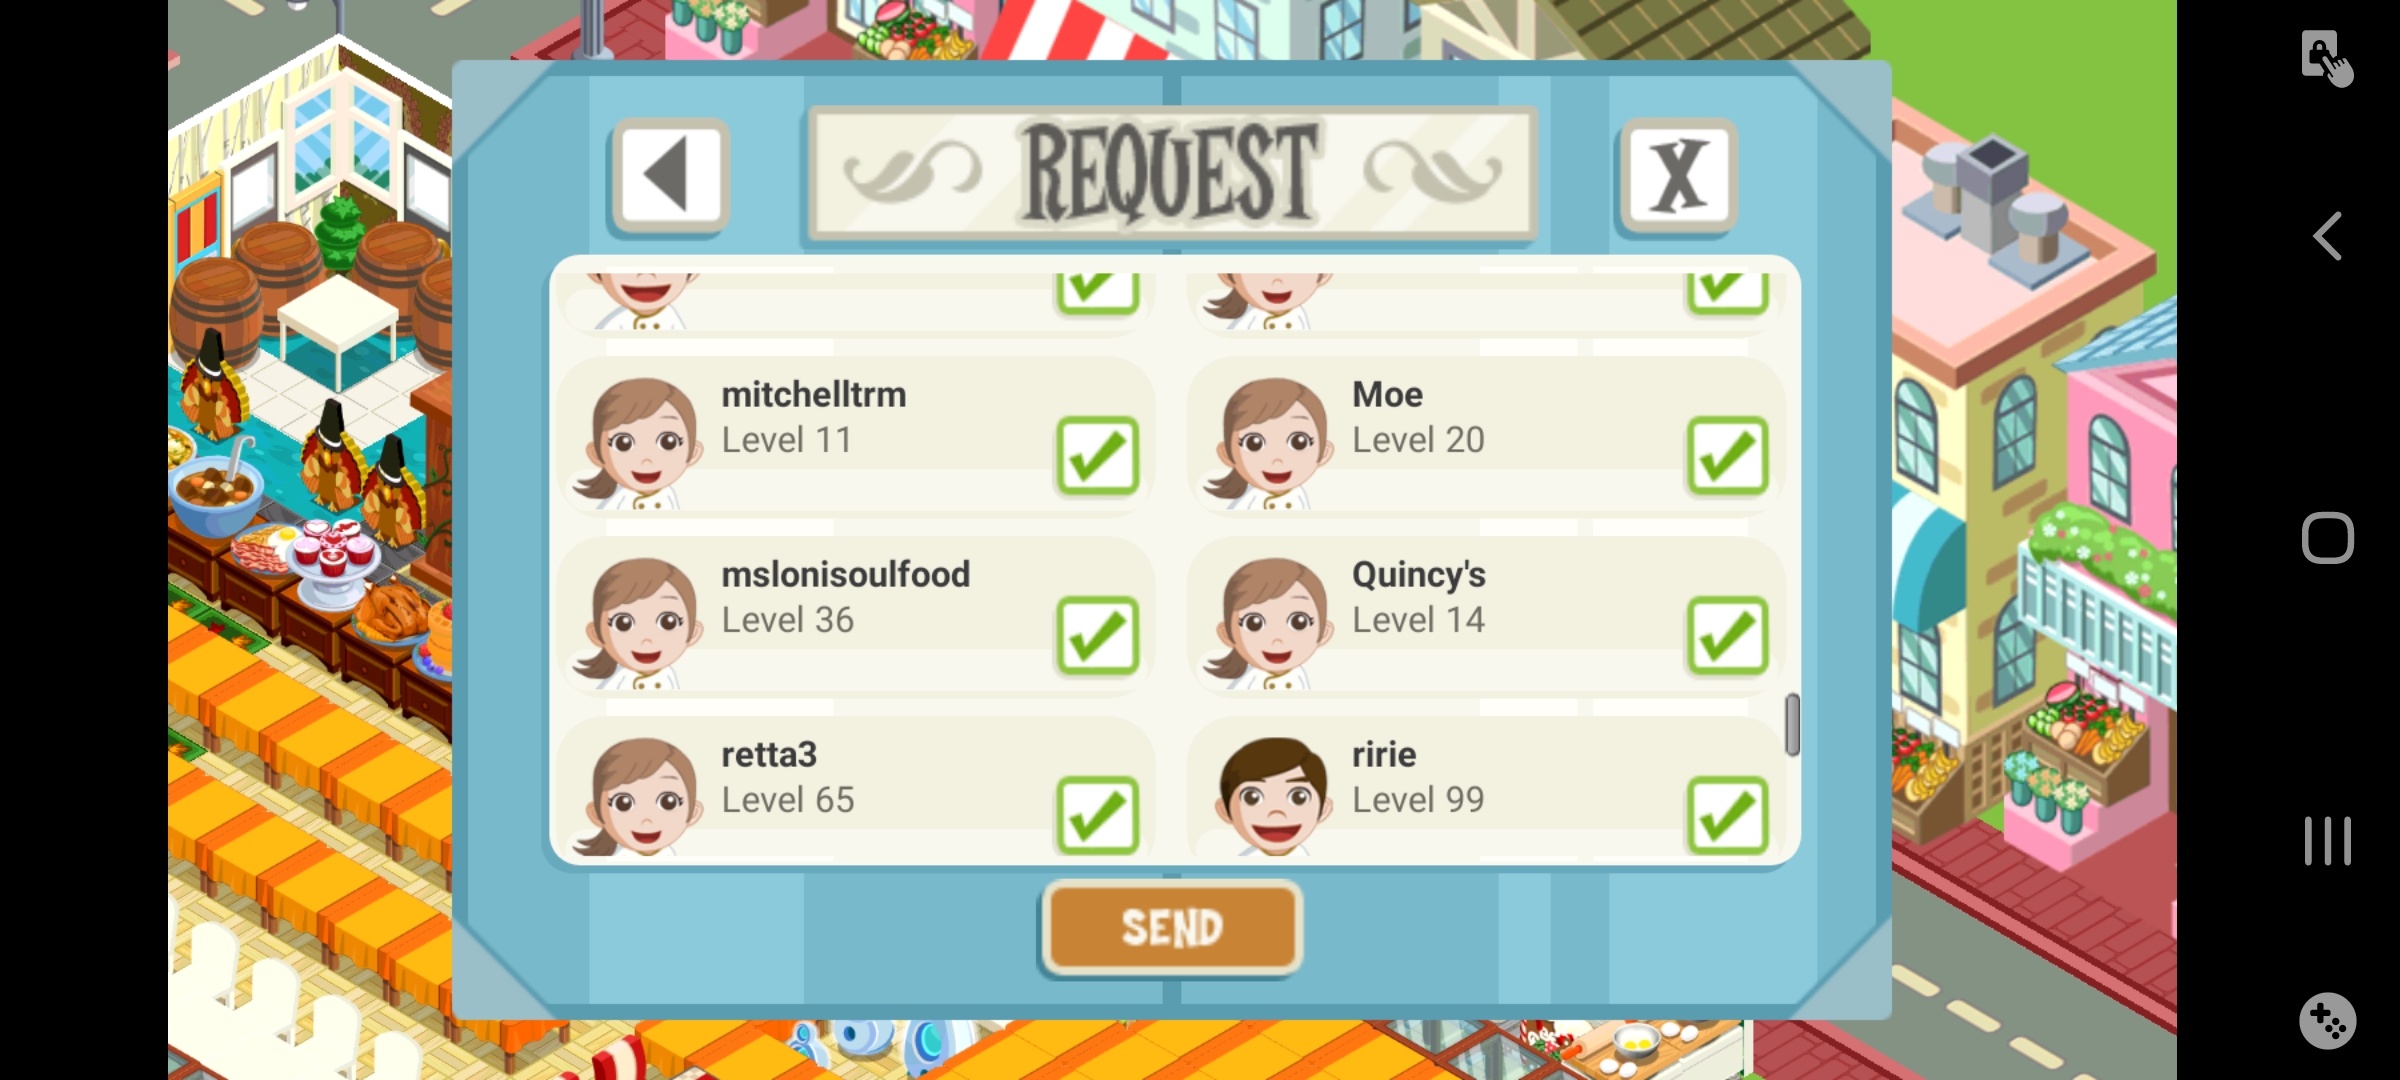 REQUEST
X
mitchelltrm
Level 11
Moe
Level 20
mslonisoulfood
Level 36
Quincy's
Level 14
retta3
Level 65
ririe
Level 99
SEND